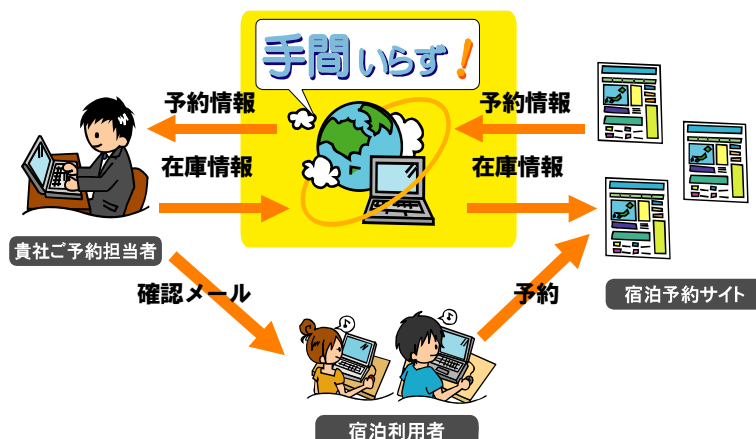 手間いらず!
予約情報
予約情報
在庫情報
在庫情報
貴社ご予約担当者
確認メール
予約
宿泊予約サイト
宿泊利用者